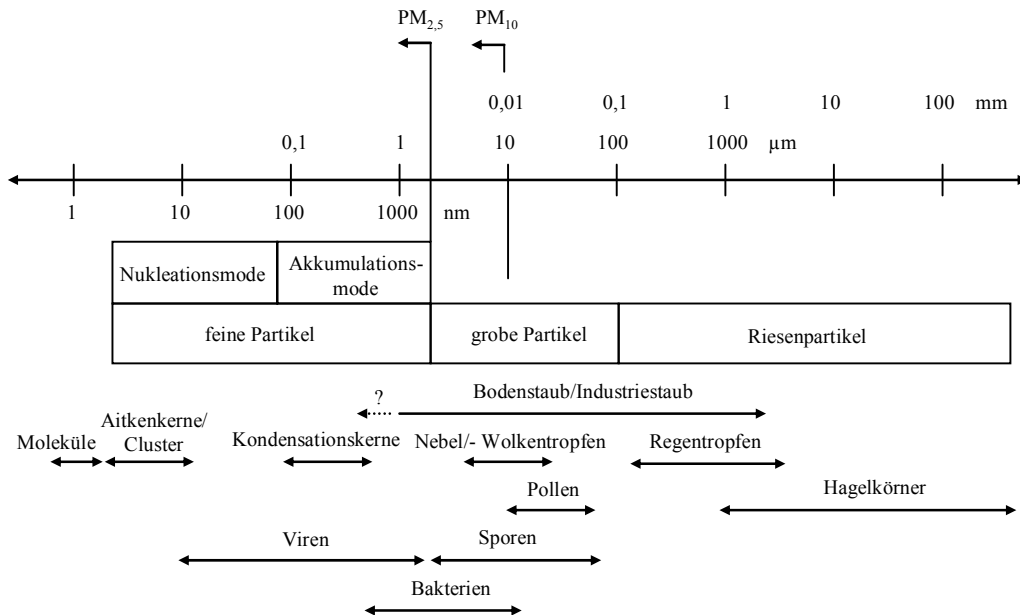 PM2,5
PM10
0,01 0,1 1 10 100 mm
0,1 1 10 100 1000 µm
1 10 100 1000 nm
Nukleationsmode
Akkumulations-
mode
feine Partikel
grobe Partikel
Riesenpartikel
?
Bodenstaub/Industriestaub
Moleküle
Aitkenkerne/
Cluster
Kondensationskerne
Nebel/- Wolkentropfen
Regentropfen
Pollen
Hagelkörner
Viren
Sporen
Bakterien